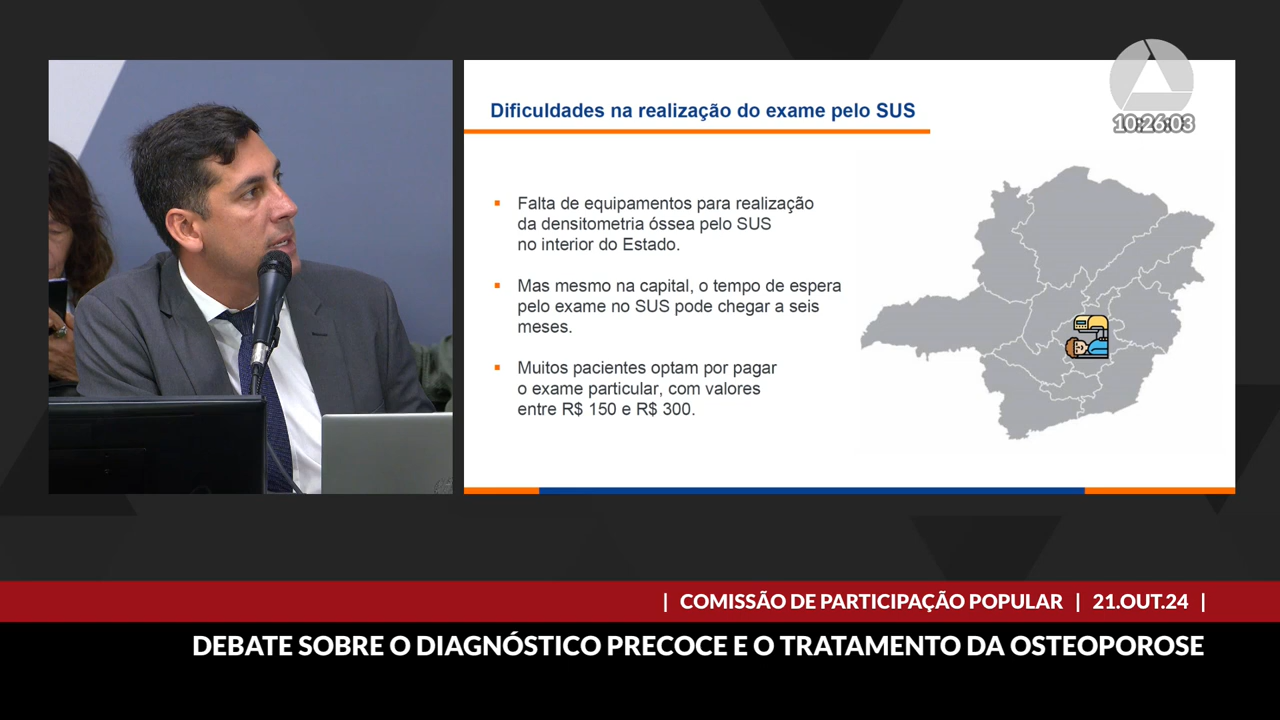 10:26:03
Dificuldades na realização do exame pelo SUS
▪ Falta de equipamentos para realização
da densitometria óssea pelo SUS
no interior do Estado.
▪ Mas mesmo na capital, o tempo de espera
pelo exame no SUS pode chegar a seis
meses.
▪ Muitos pacientes optam por pagar
o exame particular, com valores
entre R$ 150 e R$ 300.
| COMISSÃO DE PARTICIPAÇÃO POPULAR | 21.OUT.24 |
DEBATE SOBRE O DIAGNÓSTICO PRECOCE E O TRATAMENTO DA OSTEOPOROSE